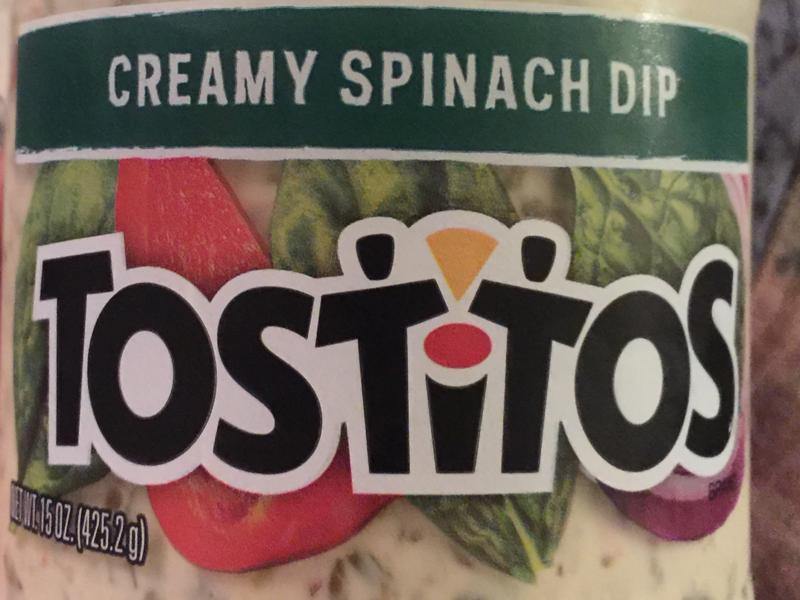 CREAMY SPINACH DIP
TOSTITOS
NET WT. 15 OZ. (425.2 g)